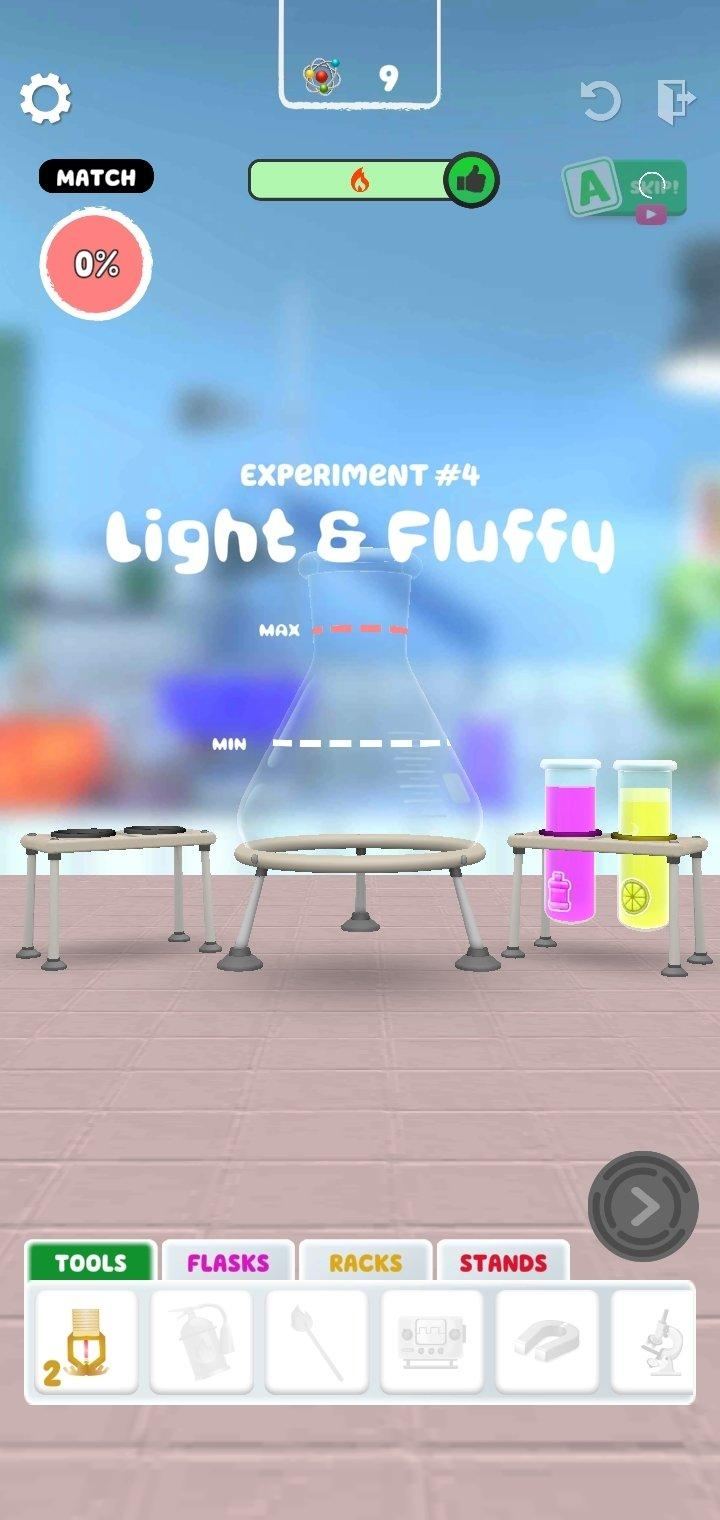 9
MATCH
A SKIP!
0%
EXPERIMENT #4
Light & Fluffy
MAX
MIN
TOOLS
FLASKS
RACKS
STANDS
2